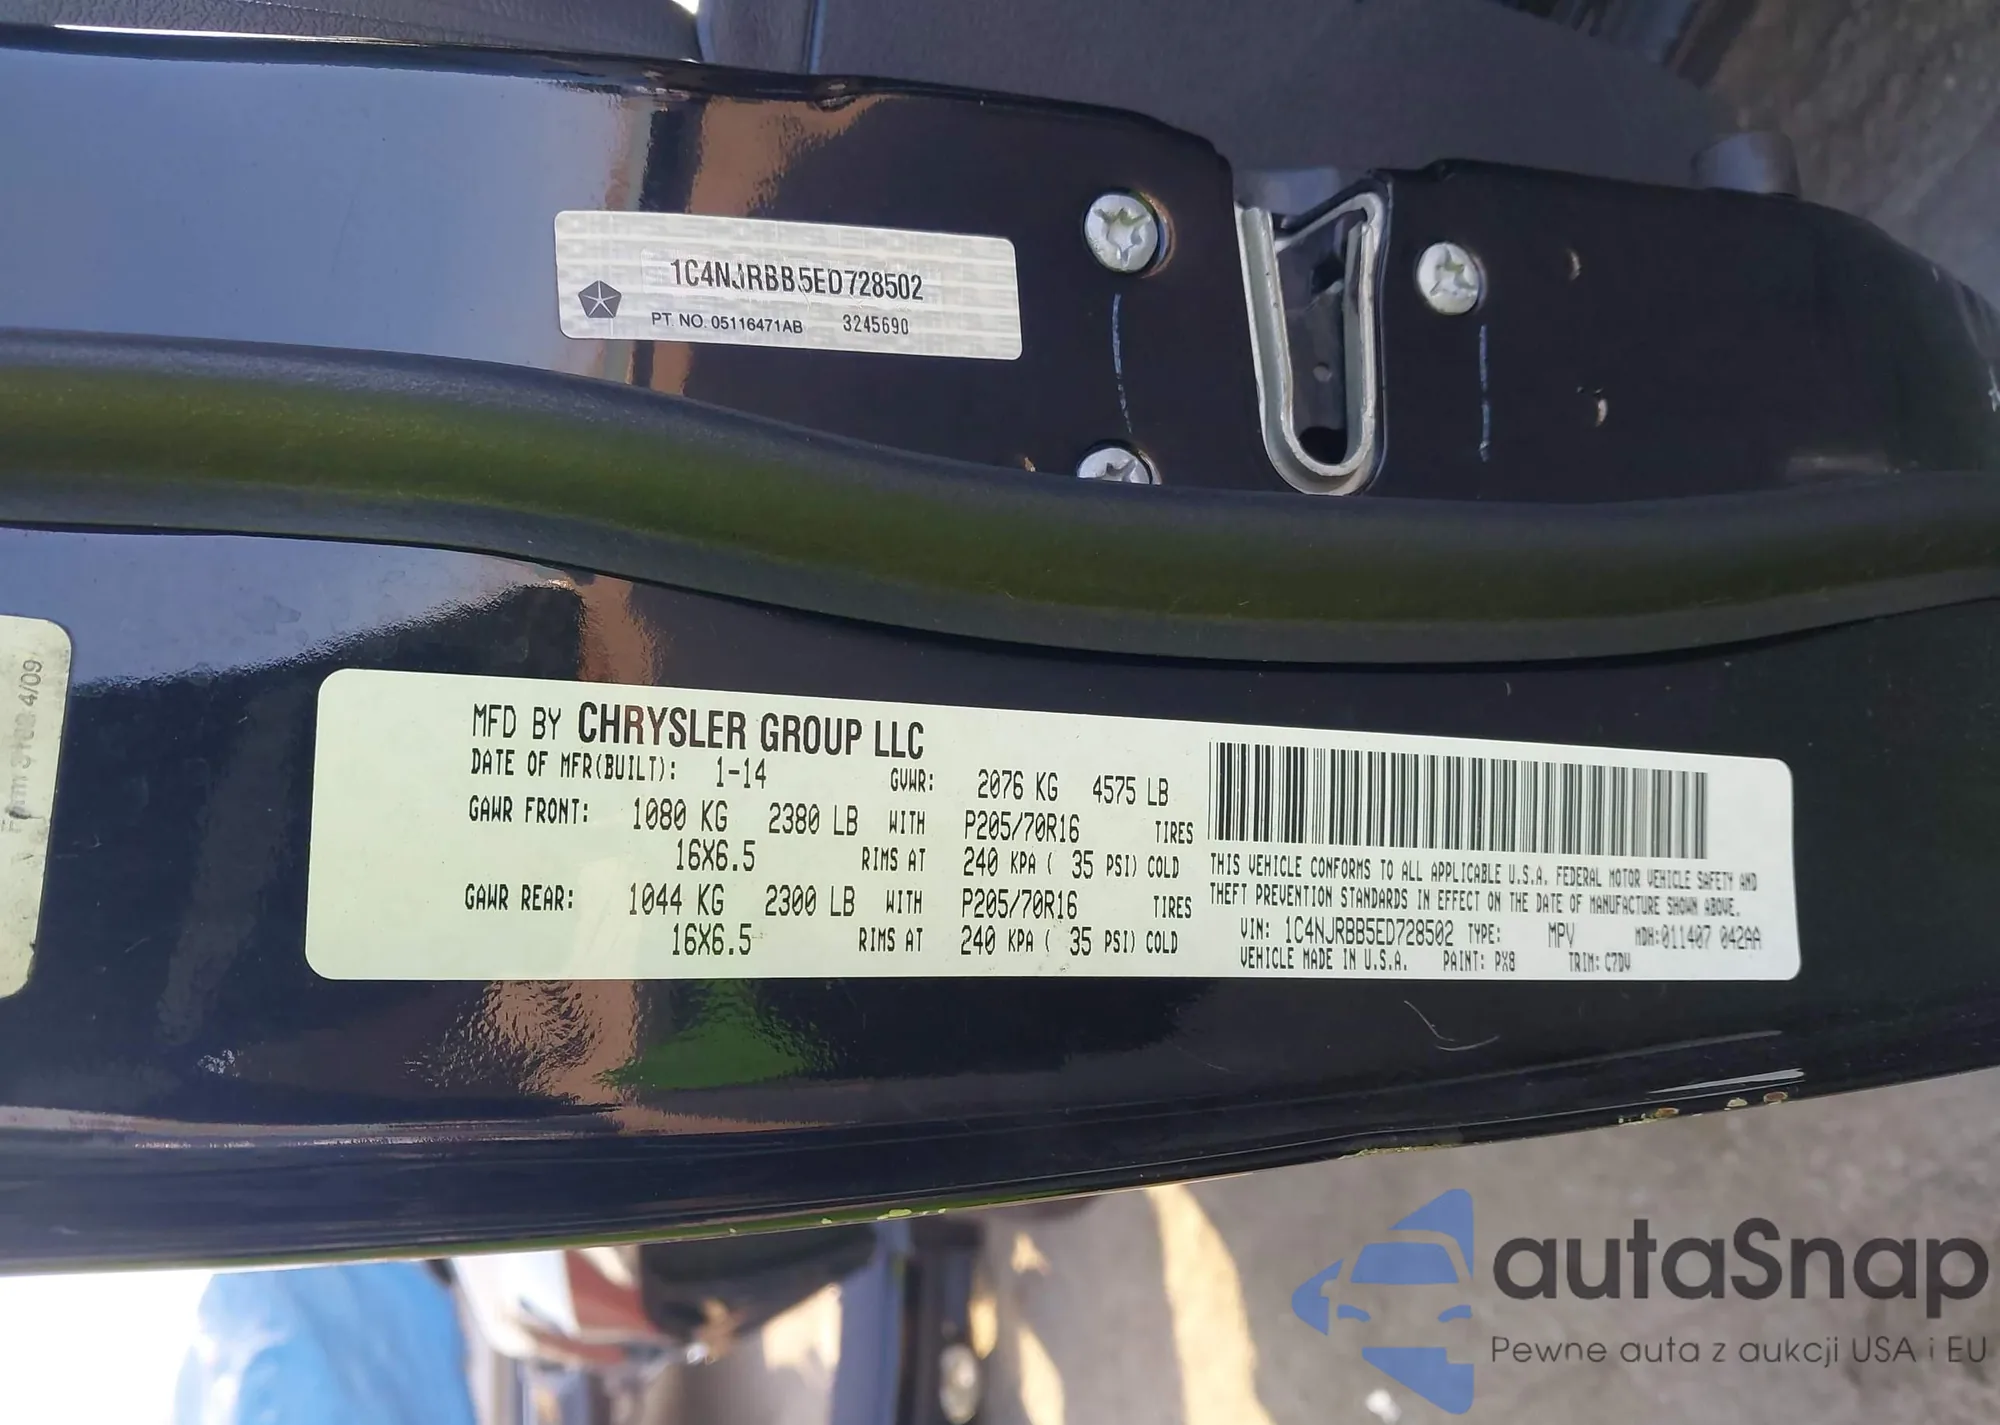 1C4NJRBB5ED728502
PT. NO. 05116471AB 3245690
4/09
MFD BY CHRYSLER GROUP LLC
DATE OF MFR(BUILT): 1-14 GVWR: 2076 KG 4575 LB
GAWR FRONT: 1080 KG 2380 LB WITH P205/70R16 TIRES
16X6.5 RIMS AT 240 KPA ( 35 PSI) COLD
GAWR REAR: 1044 KG 2300 LB WITH P205/70R16 TIRES
16X6.5 RIMS AT 240 KPA ( 35 PSI) COLD
THIS VEHICLE CONFORMS TO ALL APPLICABLE U.S.A. FEDERAL MOTOR VEHICLE SAFETY AND
THEFT PREVENTION STANDARDS IN EFFECT ON THE DATE OF MANUFACTURE SHOWN ABOVE.
VIN: 1C4NJRBB5ED728502 TYPE: MPV MDH:011407 042AA
VEHICLE MADE IN U.S.A. PAINT: PX8 TRIM: C7DV
autaSnap
Pewne auta z aukcji USA i EU